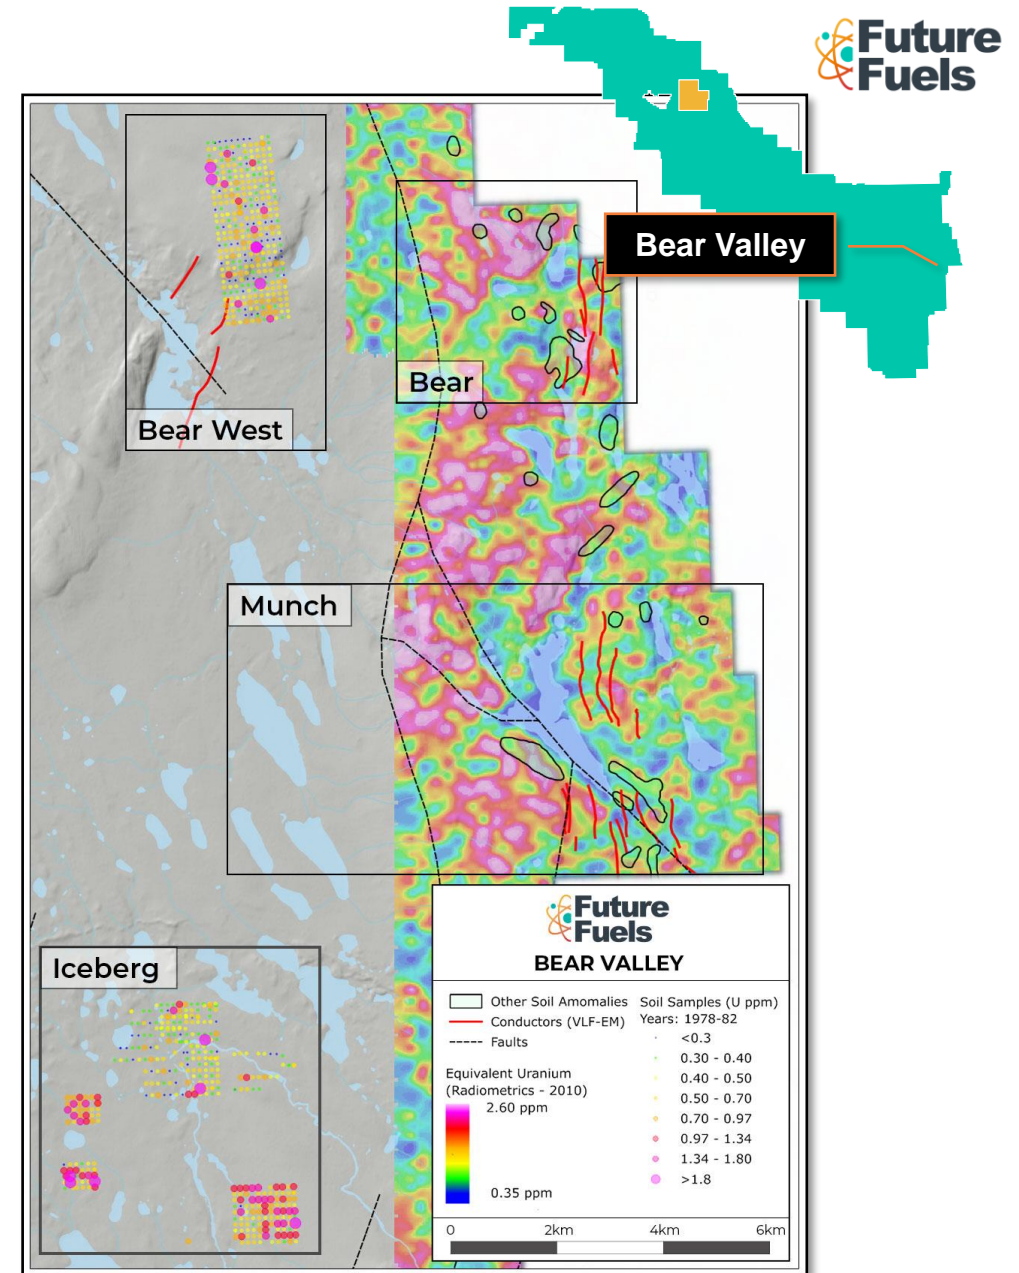 Future
Fuels
Bear Valley
Bear
Bear West
Munch
Iceberg
Future
Fuels
BEAR VALLEY
Other Soil Anomalies
Conductors (VLF-EM)
Faults
Equivalent Uranium
(Radiometrics - 2010)
2.60 ppm
0.35 ppm
Soil Samples (U ppm)
Years: 1978-82
<0.3
0.30 - 0.40
0.40 - 0.50
0.50 - 0.70
0.70 - 0.97
0.97 - 1.34
1.34 - 1.80
>1.8
0 2km 4km 6km